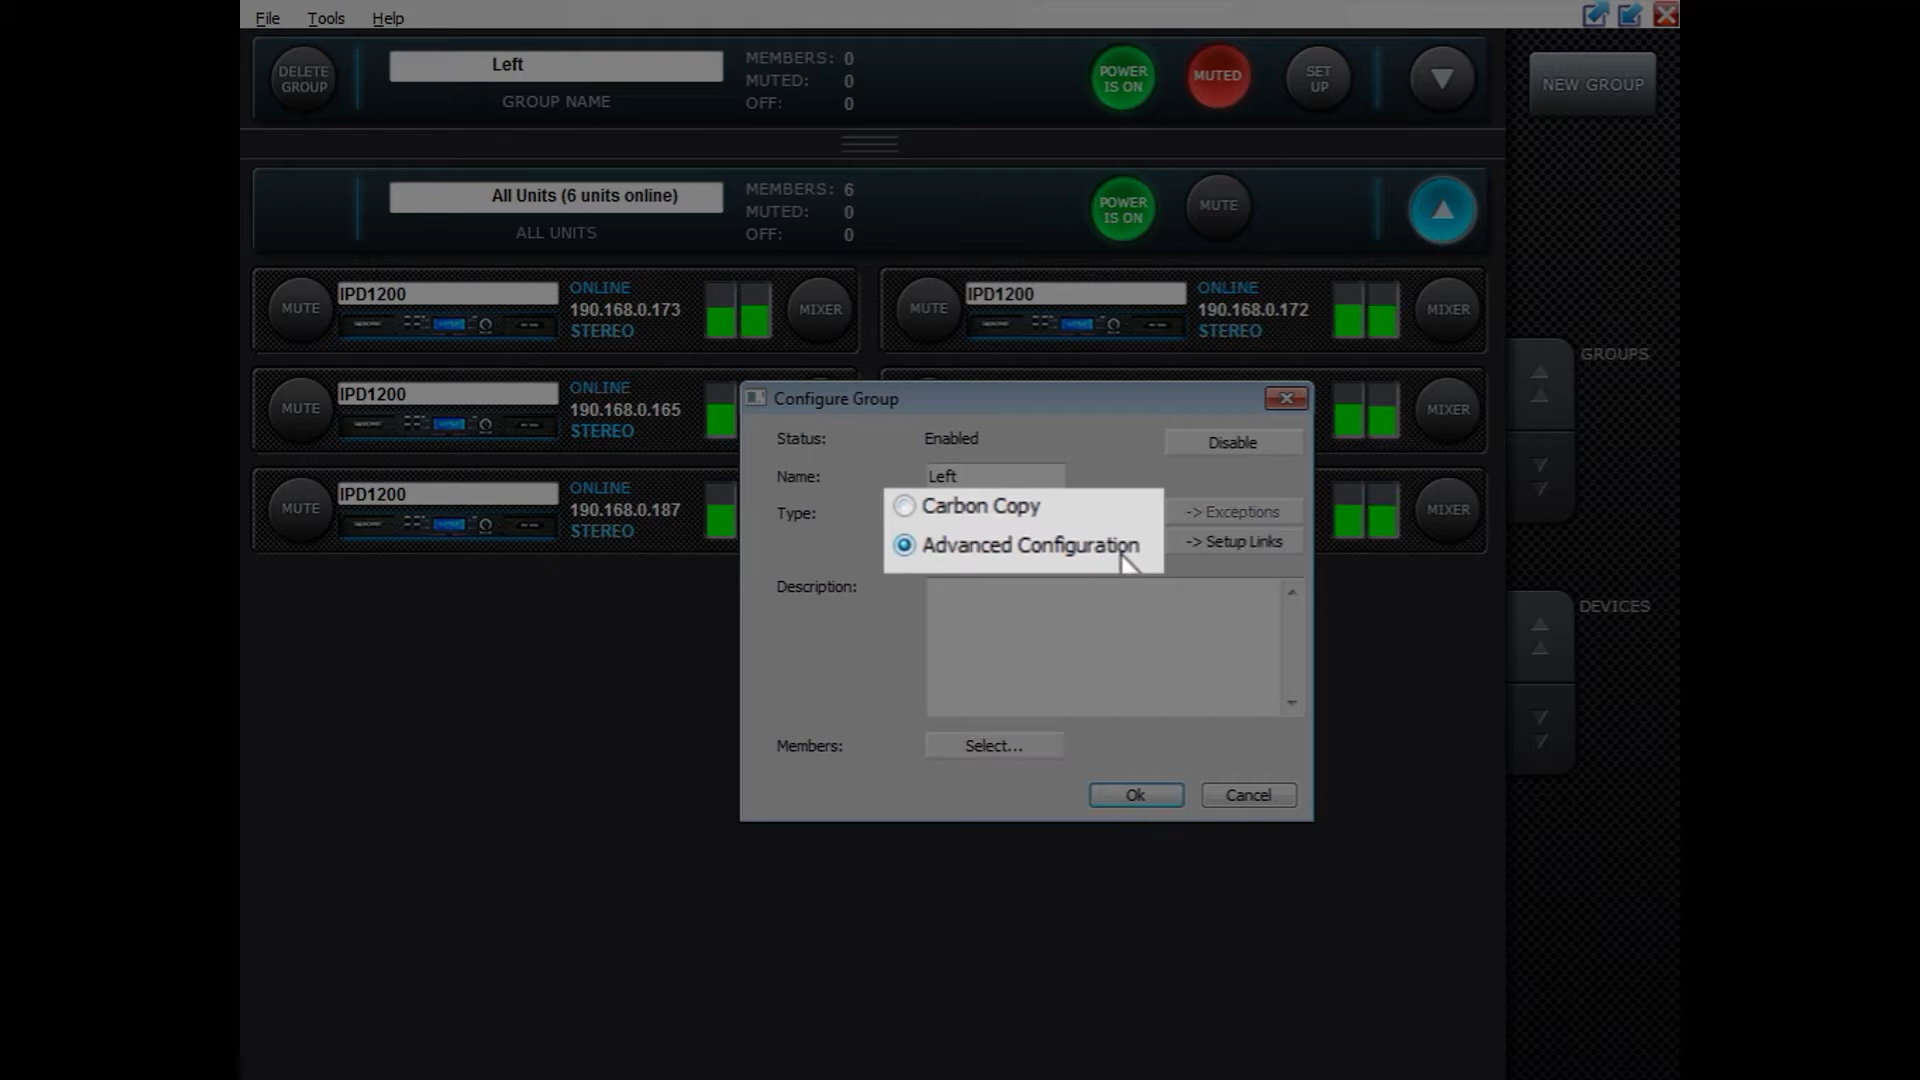 File Tools Help
DELETE GROUP
Left
GROUP NAME
MEMBERS: 0
MUTED: 0
OFF: 0
POWER IS ON
MUTED
SET UP
NEW GROUP
All Units (6 units online)
ALL UNITS
MEMBERS: 6
MUTED: 0
OFF: 0
POWER IS ON
MUTE
MUTE
IPD1200
ONLINE
190.168.0.173
STEREO
MIXER
MUTE
IPD1200
ONLINE
190.168.0.172
STEREO
MIXER
GROUPS
MUTE
IPD1200
ONLINE
190.168.0.165
STEREO
MIXER
MUTE
IPD1200
ONLINE
190.168.0.187
STEREO
MIXER
Configure Group
Status: Enabled Disable
Name: Left
Type: Carbon Copy -> Exceptions
Advanced Configuration -> Setup Links
Description:
Members: Select...
Ok Cancel
DEVICES